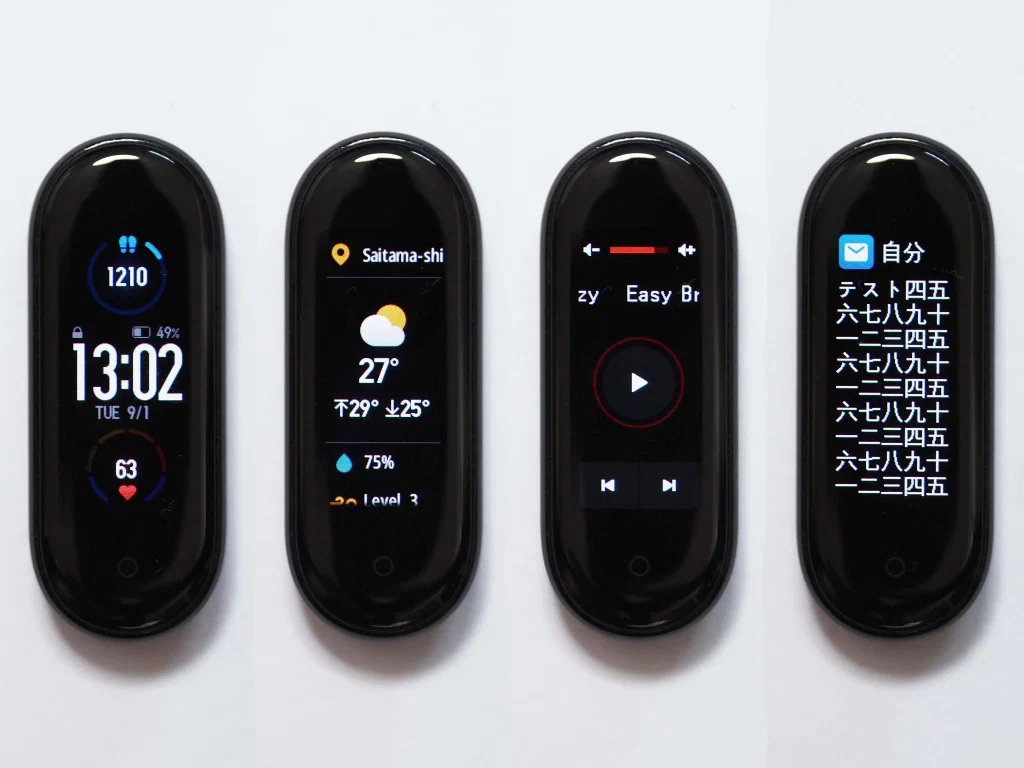 1210
49%
13:02
TUE 9/1
63
Saitama-shi
27°
29° 25°
75%
Level 3
zy Easy Br
自分
テスト四五
六七八九十
一二三四五
六七八九十
一二三四五
六七八九十
一二三四五
六七八九十
一二三四五